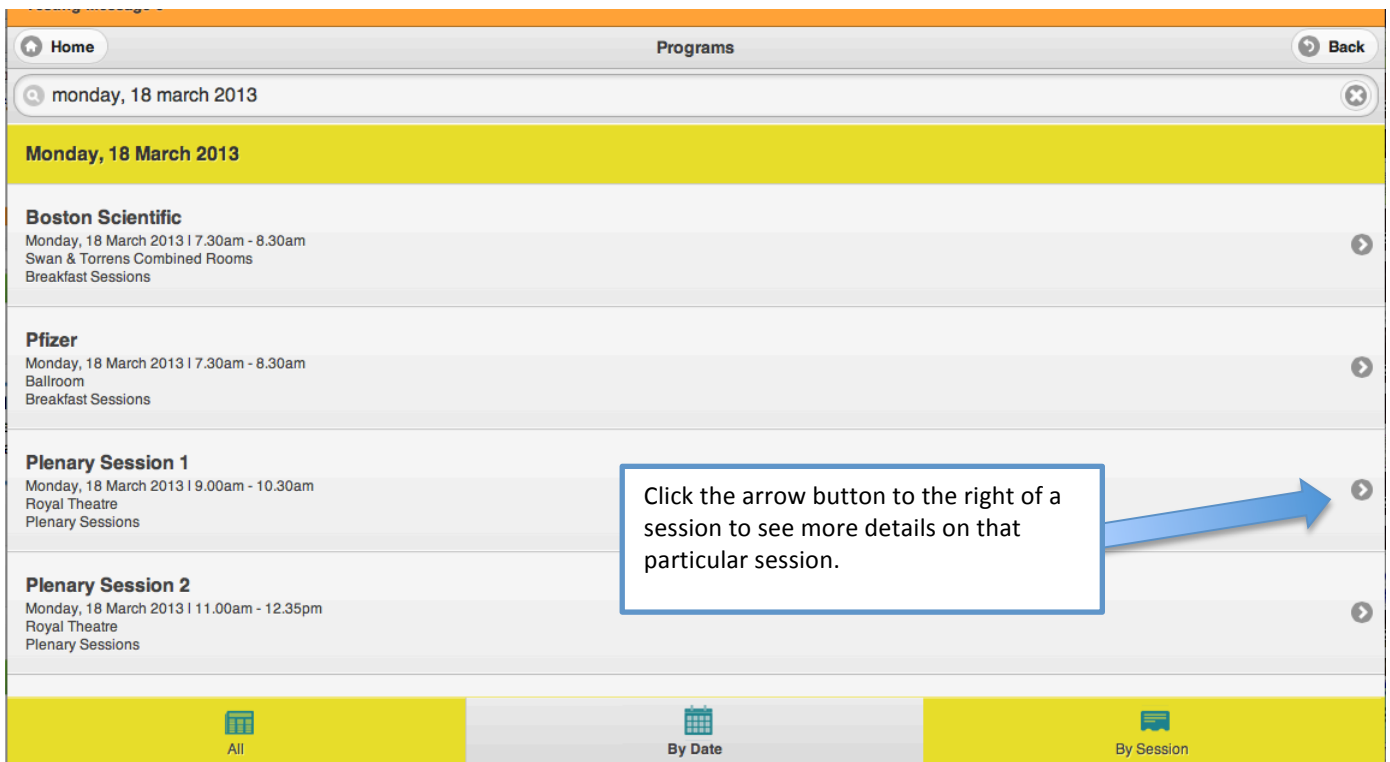 Home
Programs
Back
monday, 18 march 2013
Monday, 18 March 2013
Boston Scientific
Monday, 18 March 2013 | 7.30am - 8.30am
Swan & Torrens Combined Rooms
Breakfast Sessions
Pfizer
Monday, 18 March 2013 | 7.30am - 8.30am
Ballroom
Breakfast Sessions
Plenary Session 1
Monday, 18 March 2013 | 9.00am - 10.30am
Royal Theatre
Plenary Sessions
Click the arrow button to the right of a
session to see more details on that
particular session.
Plenary Session 2
Monday, 18 March 2013 | 11.00am - 12.35pm
Royal Theatre
Plenary Sessions
All
By Date
By Session